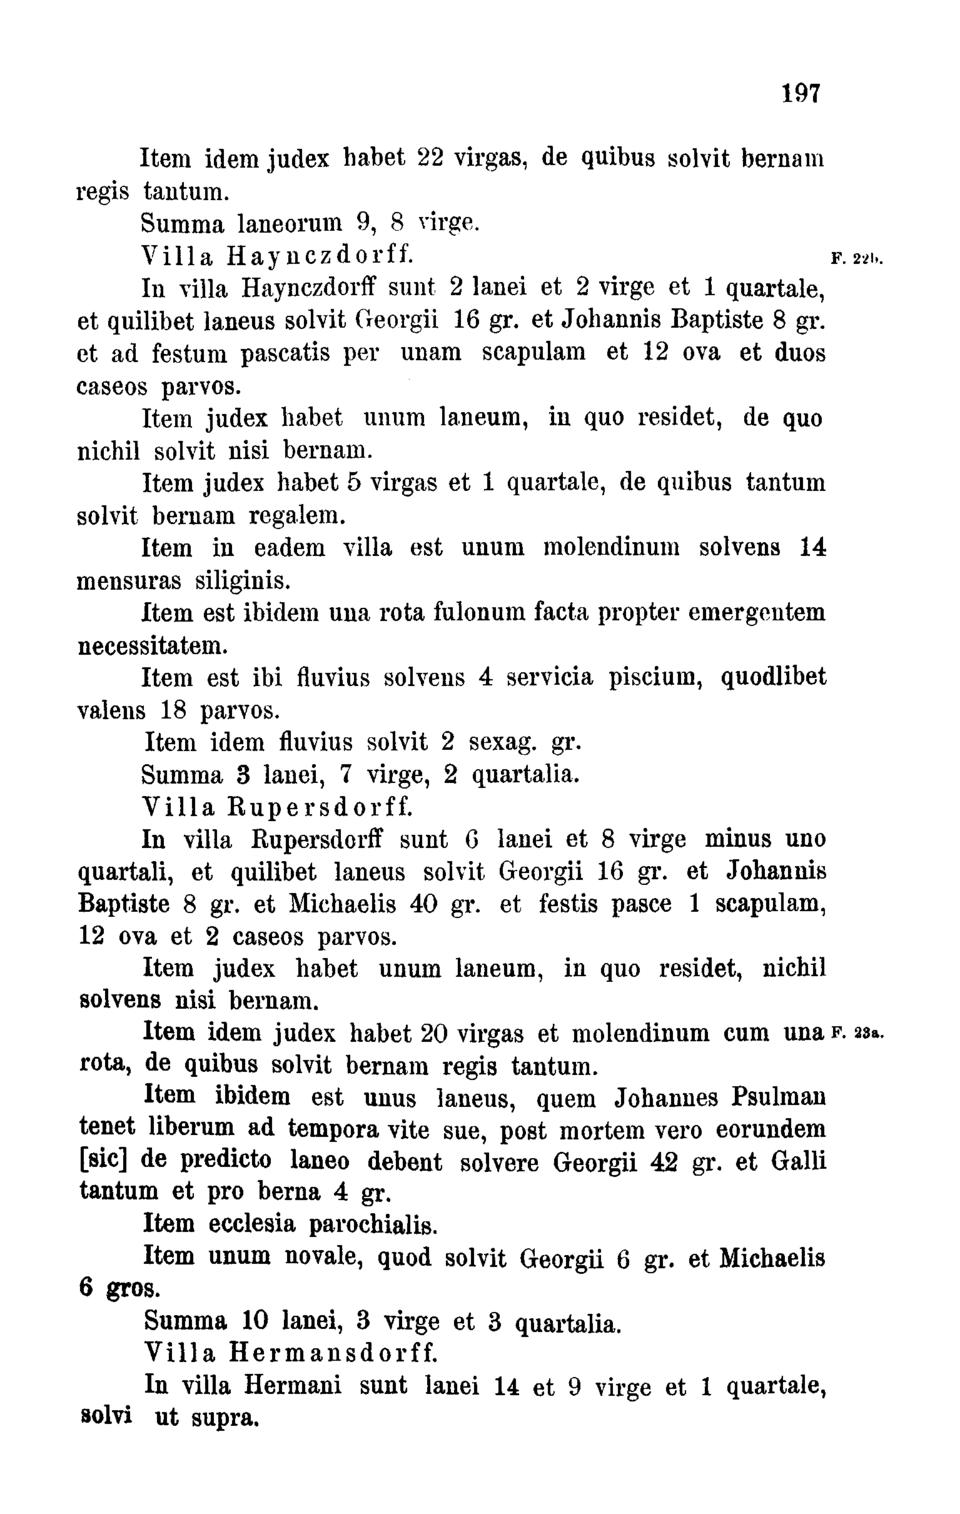 197
Item idem judex habet 22 virgas, de quibus solvit bernam
regis tantum.
Summa laneorum 9, 8 virge.
Villa Haynczdorff. F. 22b.
In villa Haynczdorff sunt 2 lanei et 2 virge et 1 quartale,
et quilibet laneus solvit Georgii 16 gr. et Johannis Baptiste 8 gr.
et ad festum pascatis per unam scapulam et 12 ova et duos
caseos parvos.
Item judex habet unum laneum, in quo residet, de quo
nichil solvit nisi bernam.
Item judex habet 5 virgas et 1 quartale, de quibus tantum
solvit bernam regalem.
Item in eadem villa est unum molendinum solvens 14
mensuras siliginis.
Item est ibidem una rota fulonum facta propter emergentem
necessitatem.
Item est ibi fluvius solvens 4 servicia piscium, quodlibet
valens 18 parvos.
Item idem fluvius solvit 2 sexag. gr.
Summa 3 lanei, 7 virge, 2 quartalia.
Villa Rupersdorff.
In villa Rupersdorff sunt 6 lanei et 8 virge minus uno
quartali, et quilibet laneus solvit Georgii 16 gr. et Johannis
Baptiste 8 gr. et Michaelis 40 gr. et festis pasce 1 scapulam,
12 ova et 2 caseos parvos.
Item judex habet unum laneum, in quo residet, nichil
solvens nisi bernam.
Item idem judex habet 20 virgas et molendinum cum una F. 23a.
rota, de quibus solvit bernam regis tantum.
Item ibidem est unus laneus, quem Johannes Psulman
tenet liberum ad tempora vite sue, post mortem vero eorundem
[sic] de predicto laneo debent solvere Georgii 42 gr. et Galli
tantum et pro berna 4 gr.
Item ecclesia parochialis.
Item unum novale, quod solvit Georgii 6 gr. et Michaelis
6 gros.
Summa 10 lanei, 3 virge et 3 quartalia.
Villa Hermansdorff.
In villa Hermani sunt lanei 14 et 9 virge et 1 quartale,
solvi ut supra.